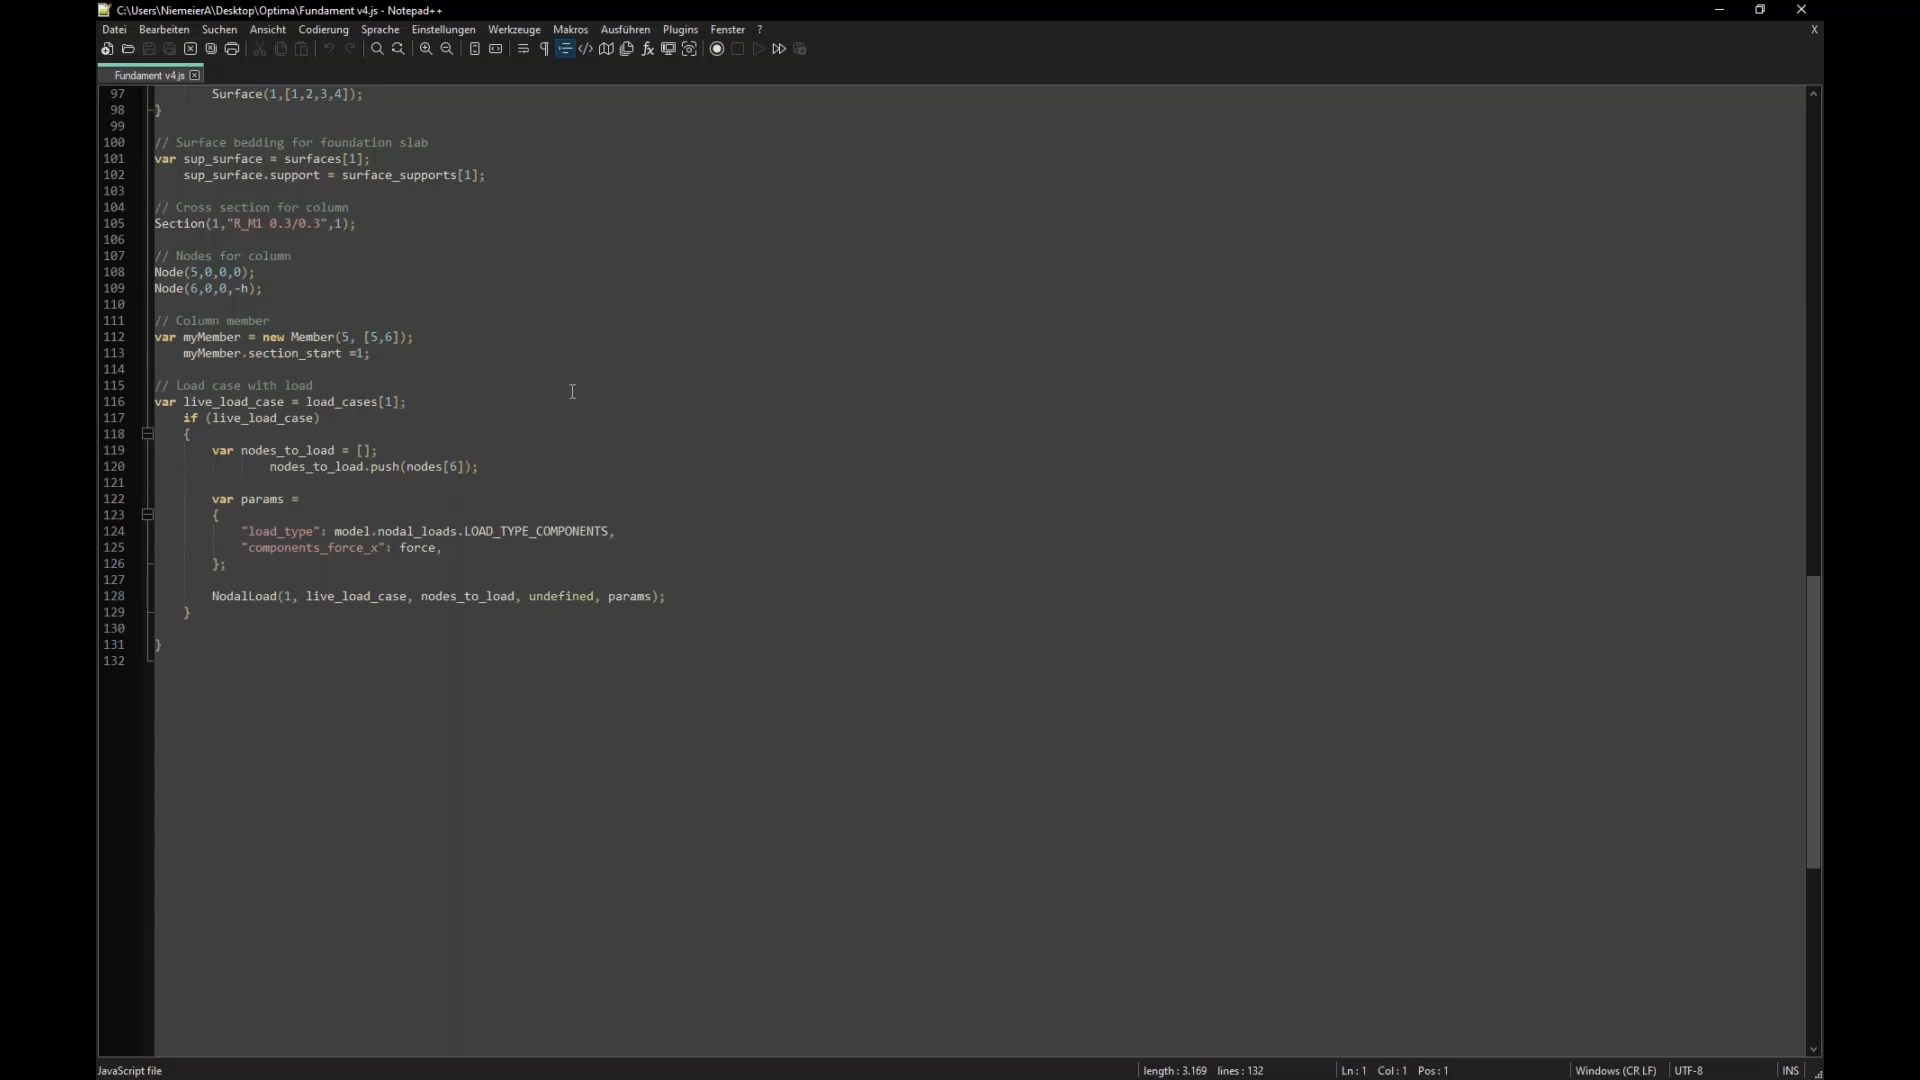 C:\Users\NiemeierA\Desktop\Optima\Fundament v4.js - Notepad++
Datei Bearbeiten Suchen Ansicht Codierung Sprache Einstellungen Werkzeuge Makros Ausführen Plugins Fenster ? X
Fundament v4.js
97 Surface(1,[1,2,3,4]);
98 }
99
100 // Surface bedding for foundation slab
101 var sup_surface = surfaces[1];
102 sup_surface.support = surface_supports[1];
103
104 // Cross section for column
105 Section(1,"R_M1 0.3/0.3",1);
106
107 // Nodes for column
108 Node(5,0,0,0);
109 Node(6,0,0,-h);
110
111 // Column member
112 var myMember = new Member(5, [5,6]);
113 myMember.section_start =1;
114
115 // Load case with load
116 var live_load_case = load_cases[1];
117 if (live_load_case)
118 {
119 var nodes_to_load = [];
120 nodes_to_load.push(nodes[6]);
121
122 var params =
123 {
124 "load_type": model.nodal_loads.LOAD_TYPE_COMPONENTS,
125 "components_force_x": force,
126 };
127
128 NodalLoad(1, live_load_case, nodes_to_load, undefined, params);
129 }
130
131 }
132
JavaScript file length : 3.169 lines : 132 Ln : 1 Col : 1 Pos : 1 Windows (CR LF) UTF-8 INS